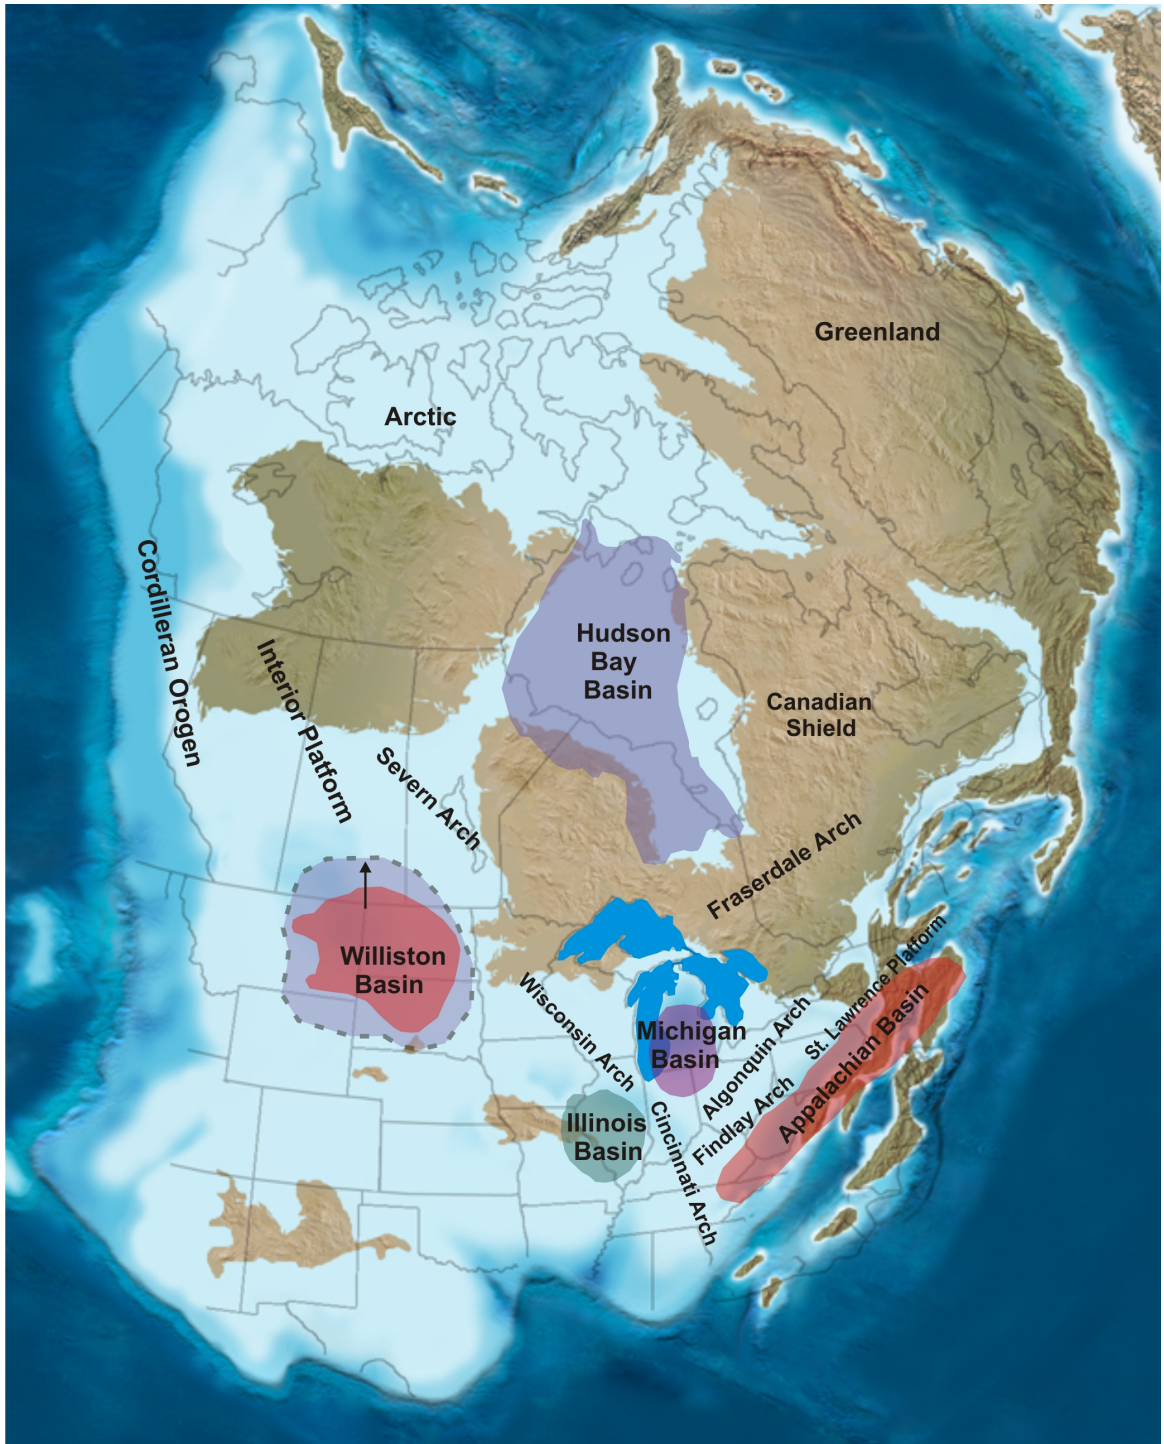 Greenland
Arctic
Cordilleran Orogen
Interior Platform
Hudson
Bay
Basin
Canadian
Shield
Severn Arch
Fraserdale Arch
Williston
Basin
Wisconsin Arch
Michigan
Basin
Algonquin Arch
St. Lawrence Platform
Appalachian Basin
Findlay Arch
Illinois
Basin
Cincinnati Arch